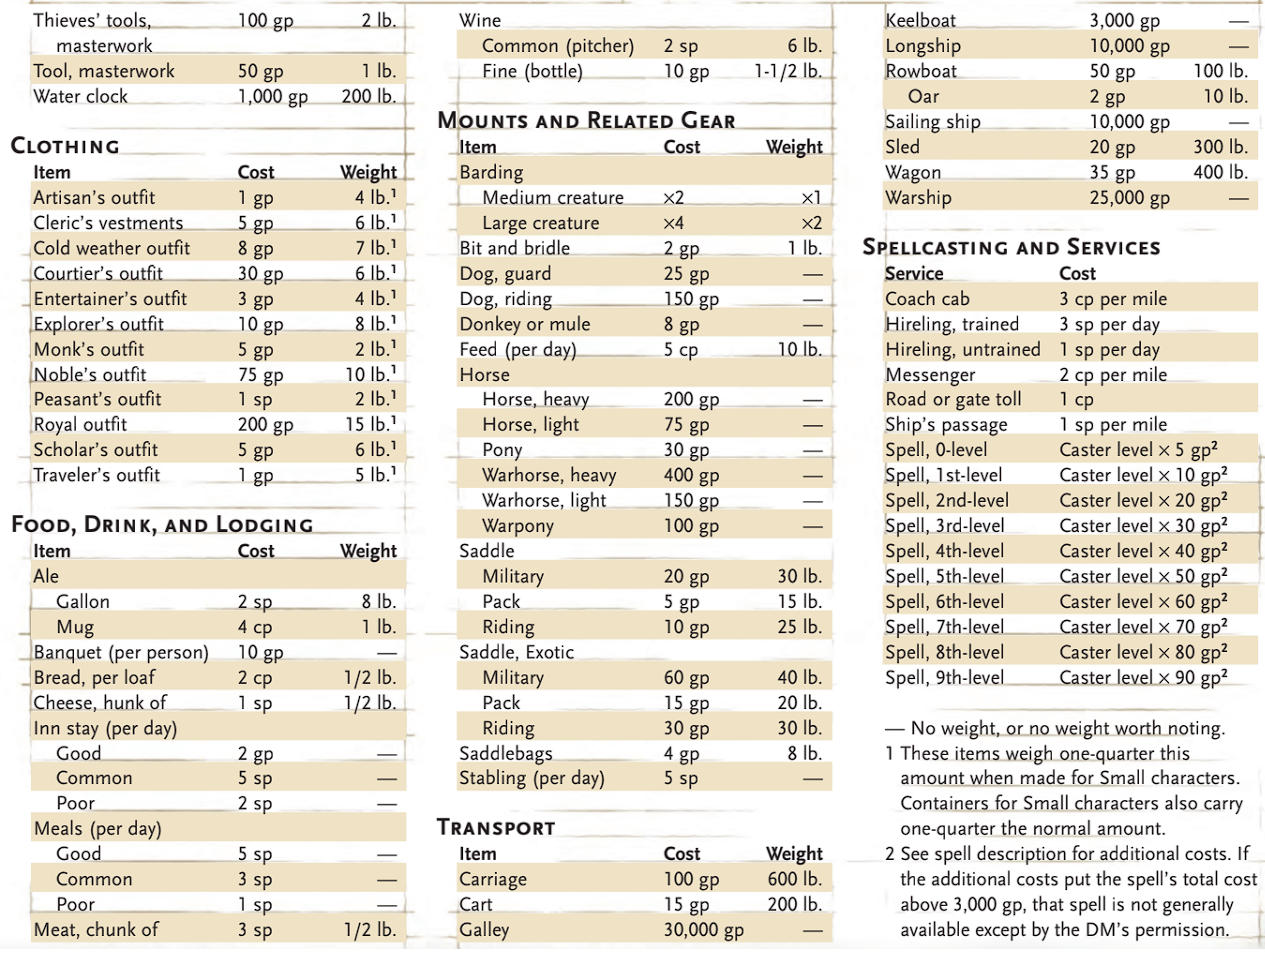 Thieves' tools, 100 gp 2 lb.
masterwork
Tool, masterwork 50 gp 1 lb.
Water clock 1,000 gp 200 lb.
CLOTHING
Item Cost Weight
Artisan's outfit 1 gp 4 lb.¹
Cleric's vestments 5 gp 6 lb.¹
Cold weather outfit 8 gp 7 lb.¹
Courtier's outfit 30 gp 6 lb.¹
Entertainer's outfit 3 gp 4 lb.¹
Explorer's outfit 10 gp 8 lb.¹
Monk's outfit 5 gp 2 lb.¹
Noble's outfit 75 gp 10 lb.¹
Peasant's outfit 1 sp 2 lb.¹
Royal outfit 200 gp 15 lb.¹
Scholar's outfit 5 gp 6 lb.¹
Traveler's outfit 1 gp 5 lb.¹
FOOD, DRINK, AND LODGING
Item Cost Weight
Ale
Gallon 2 sp 8 lb.
Mug 4 cp 1 lb.
Banquet (per person) 10 gp —
Bread, per loaf 2 cp 1/2 lb.
Cheese, hunk of 1 sp 1/2 lb.
Inn stay (per day)
Good 2 gp —
Common 5 sp —
Poor 2 sp —
Meals (per day)
Good 5 sp —
Common 3 sp —
Poor 1 sp —
Meat, chunk of 3 sp 1/2 lb.
Wine
Common (pitcher) 2 sp 6 lb.
Fine (bottle) 10 gp 1-1/2 lb.
MOUNTS AND RELATED GEAR
Item Cost Weight
Barding
Medium creature ×2 ×1
Large creature ×4 ×2
Bit and bridle 2 gp 1 lb.
Dog, guard 25 gp —
Dog, riding 150 gp —
Donkey or mule 8 gp —
Feed (per day) 5 cp 10 lb.
Horse
Horse, heavy 200 gp —
Horse, light 75 gp —
Pony 30 gp —
Warhorse, heavy 400 gp —
Warhorse, light 150 gp —
Warpony 100 gp —
Saddle
Military 20 gp 30 lb.
Pack 5 gp 15 lb.
Riding 10 gp 25 lb.
Saddle, Exotic
Military 60 gp 40 lb.
Pack 15 gp 20 lb.
Riding 30 gp 30 lb.
Saddlebags 4 gp 8 lb.
Stabling (per day) 5 sp —
TRANSPORT
Item Cost Weight
Carriage 100 gp 600 lb.
Cart 15 gp 200 lb.
Galley 30,000 gp —
Keelboat 3,000 gp —
Longship 10,000 gp —
Rowboat 50 gp 100 lb.
Oar 2 gp 10 lb.
Sailing ship 10,000 gp —
Sled 20 gp 300 lb.
Wagon 35 gp 400 lb.
Warship 25,000 gp —
SPELLCASTING AND SERVICES
Service Cost
Coach cab 3 cp per mile
Hireling, trained 3 sp per day
Hireling, untrained 1 sp per day
Messenger 2 cp per mile
Road or gate toll 1 cp
Ship's passage 1 sp per mile
Spell, 0-level Caster level × 5 gp²
Spell, 1st-level Caster level × 10 gp²
Spell, 2nd-level Caster level × 20 gp²
Spell, 3rd-level Caster level × 30 gp²
Spell, 4th-level Caster level × 40 gp²
Spell, 5th-level Caster level × 50 gp²
Spell, 6th-level Caster level × 60 gp²
Spell, 7th-level Caster level × 70 gp²
Spell, 8th-level Caster level × 80 gp²
Spell, 9th-level Caster level × 90 gp²
— No weight, or no weight worth noting.
1 These items weigh one-quarter this
amount when made for Small characters.
Containers for Small characters also carry
one-quarter the normal amount.
2 See spell description for additional costs. If
the additional costs put the spell's total cost
above 3,000 gp, that spell is not generally
available except by the DM's permission.